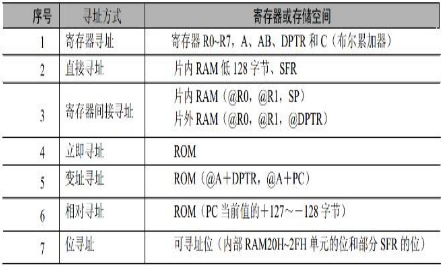 序号 寻址方式 寄存器或存储空间
1 寄存器寻址 寄存器 R0~R7，A、AB、DPTR 和 C（布尔累加器）
2 直接寻址 片内 RAM 低 128 字节、SFR
3 寄存器间接寻址 片内 RAM（@R0，@R1，SP）
片外 RAM（@R0，@R1，@DPTR）
4 立即寻址 ROM
5 变址寻址 ROM（@A+DPTR，@A+PC）
6 相对寻址 ROM（PC 当前值的+127～−128 字节）
7 位寻址 可寻址位（内部 RAM20H~2FH 单元的位和部分 SFR 的位）